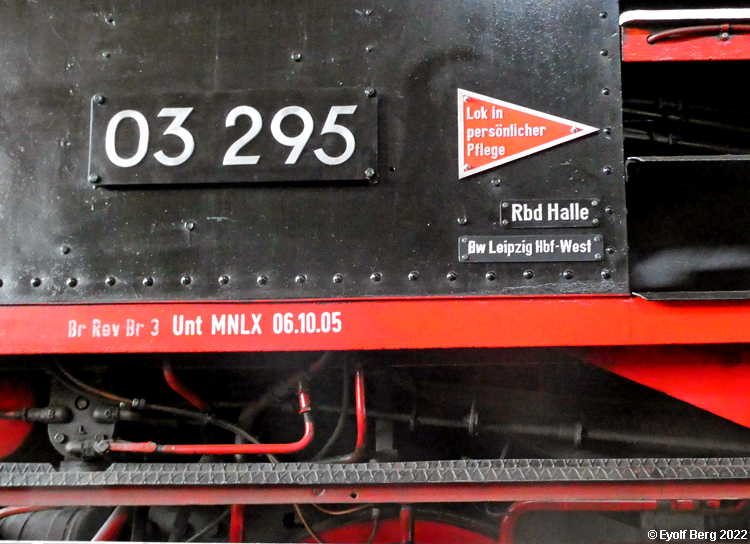 03 295
Lok in
persönlicher
Pflege
Rbd Halle
Bw Leipzig Hbf-West
Br Rev Br 3 Unt MNLX 06.10.05
© Eyolf Berg 2022